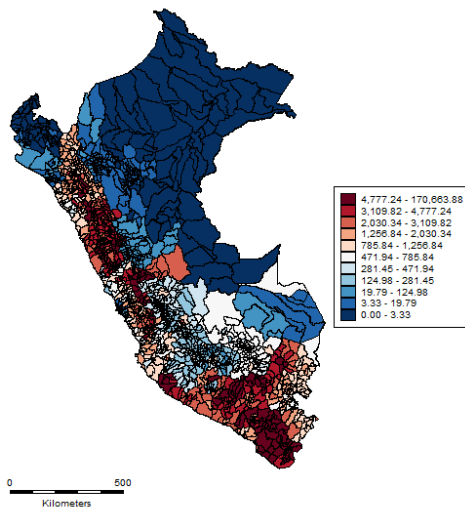 4,777.24 - 170,663.88
3,109.82 - 4,777.24
2,030.34 - 3,109.82
1,256.84 - 2,030.34
785.84 - 1,256.84
471.94 - 785.84
281.45 - 471.94
124.98 - 281.45
19.79 - 124.98
3.33 - 19.79
0.00 - 3.33
0 500
Kilometers